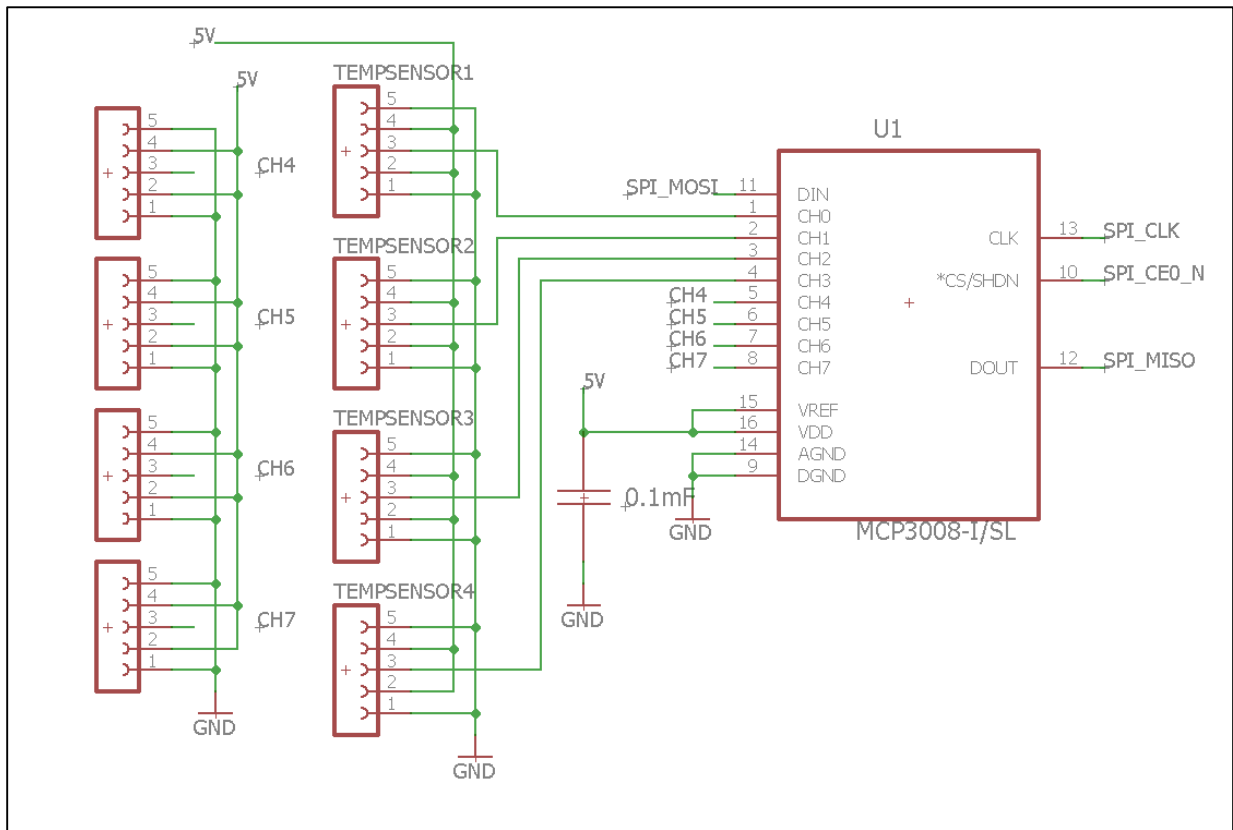 5V
5V
5
4
3
2
1
CH4
5
4
3
2
1
CH5
5
4
3
2
1
CH6
5
4
3
2
1
CH7
GND
TEMPSENSOR1
5
4
3
2
1
TEMPSENSOR2
5
4
3
2
1
TEMPSENSOR3
5
4
3
2
1
TEMPSENSOR4
5
4
3
2
1
GND
U1
SPI_MOSI 11 DIN
1 CH0
2 CH1
3 CH2
4 CH3
CH4 5 CH4
CH5 6 CH5
CH6 7 CH6
CH7 8 CH7
15 VREF
16 VDD
14 AGND
9 DGND
CLK 13 SPI_CLK
*CS/SHDN 10 SPI_CE0_N
DOUT 12 SPI_MISO
MCP3008-I/SL
5V
0.1mF
GND
GND